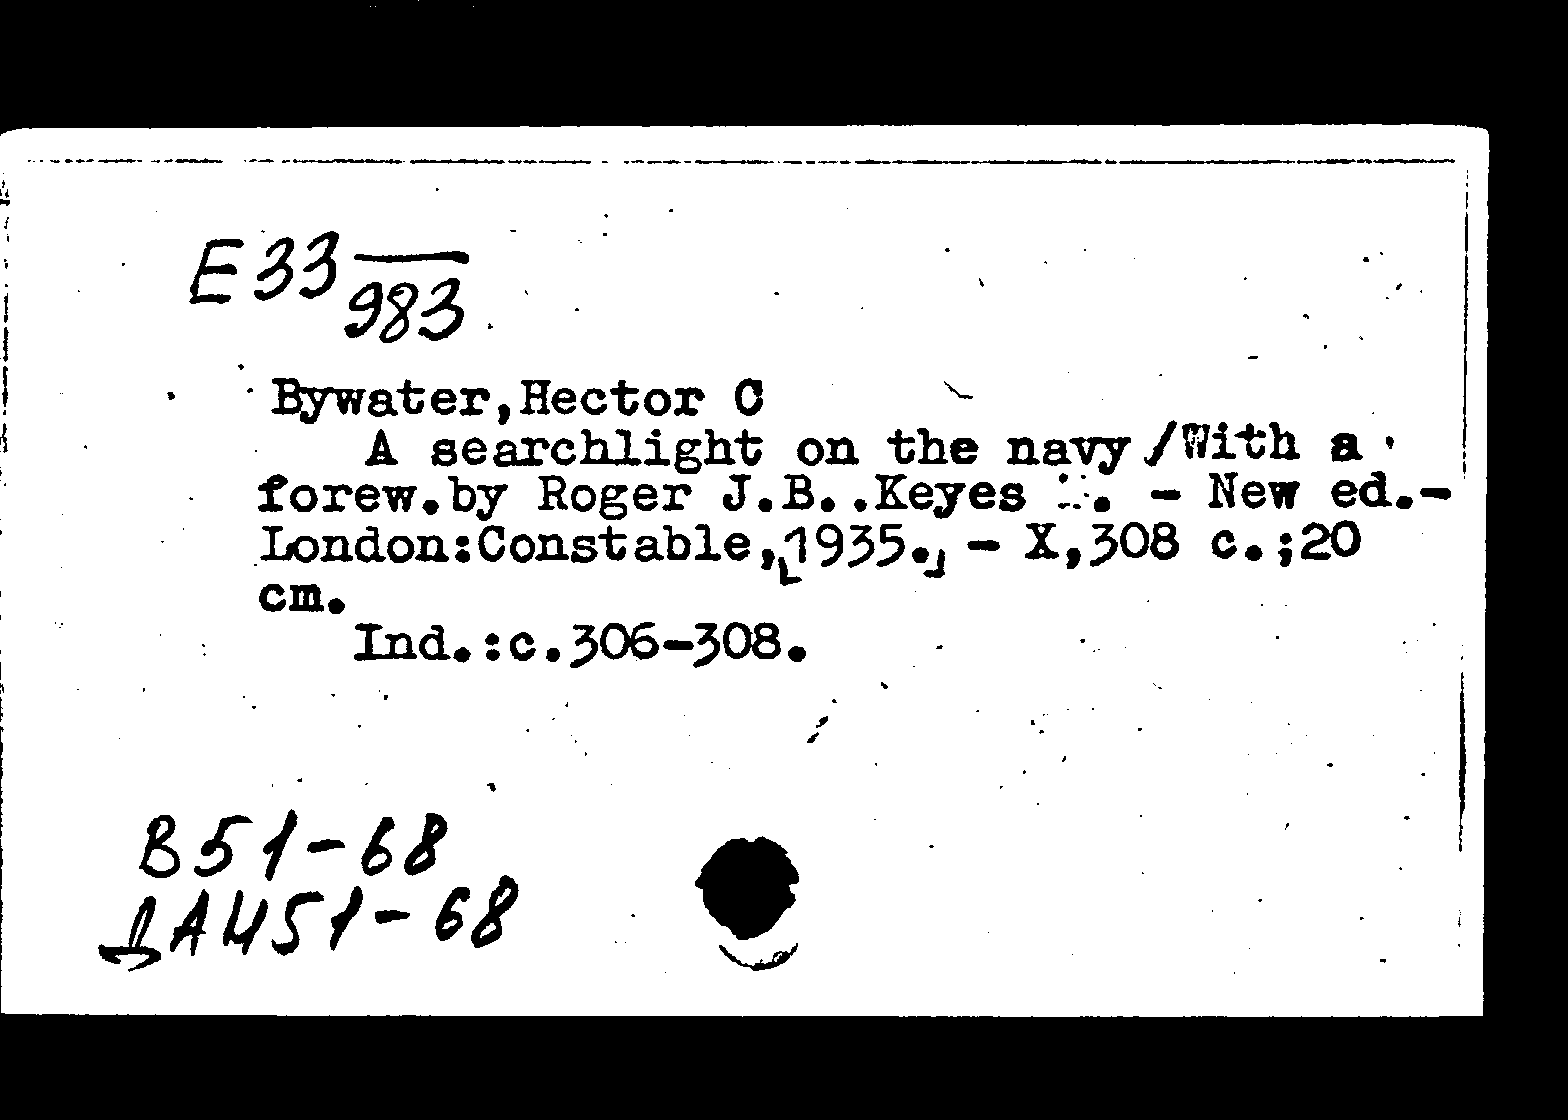 E33
983
Bywater,Hector C
A searchlight on the navy/With a
forew.by Roger J.B..Keyes . - New ed.-
London:Constable,[1935.] - X,308 c.;20
cm.
Ind.:c.306-308.
B51-68
ДАИ51-68